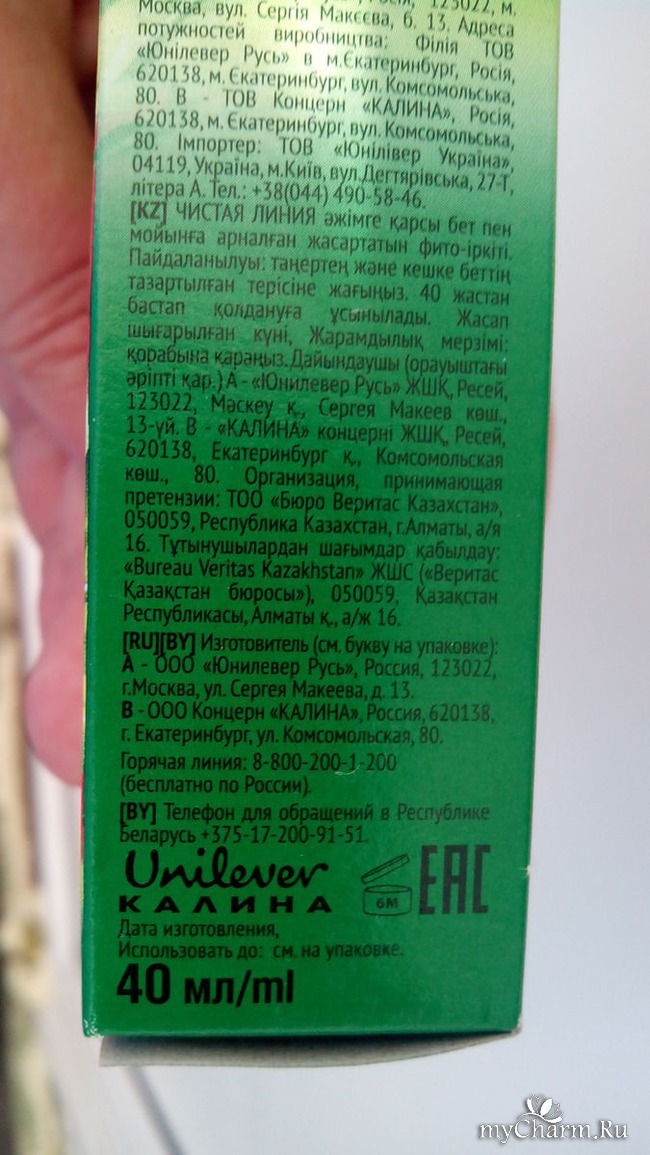 Москва, вул. Сергія Макєєва, б. 13. Адреса
потужностей виробництва: Філія ТОВ
«Юнілевер Русь» в м.Єкатеринбург, Росія,
620138, м. Єкатеринбург, вул. Комсомольська,
80. В - ТОВ Концерн «КАЛИНА», Росія,
620138, м. Єкатеринбург, вул. Комсомольська,
80. Імпортер: ТОВ «Юнілівер Україна»,
04119, Україна, м.Київ, вул.Дегтярівська, 27-Т,
літера А. Тел.: +38(044) 490-58-46.
[KZ] ЧИСТАЯ ЛИНИЯ әжімге қарсы бет пен
мойынға арналған жасартатын фито-іркіті.
Пайдаланылуы: таңертең және кешке беттің
тазартылған терісіне жағыңыз. 40 жастан
бастап қолдануға ұсынылады. Жасап
шығарылған күні, Жарамдылық мерзімі:
қорабына қараңыз.Дайындаушы (орауыштағы
әріпті қар.) А - «Юнилевер Русь» ЖШҚ, Ресей,
123022, Мәскеу қ., Сергея Макеев көш.,
13-үй. В - «КАЛИНА» концерні ЖШҚ, Ресей,
620138, Екатеринбург қ., Комсомольская
көш., 80. Организация, принимающая
претензии: ТОО «Бюро Веритас Казахстан»,
050059, Республика Казахстан, г.Алматы, а/я
16. Тұтынушылардан шағымдар қабылдау:
«Bureau Veritas Kazakhstan» ЖШС («Веритас
Қазақстан бюросы»), 050059, Қазақстан
Республикасы, Алматы қ., а/ж 16.
[RU][BY] Изготовитель (см. букву на упаковке):
А - ООО «Юнилевер Русь», Россия, 123022,
г.Москва, ул. Сергея Макеева, д. 13.
В - ООО Концерн «КАЛИНА», Россия, 620138,
г. Екатеринбург, ул. Комсомольская, 80.
Горячая линия: 8-800-200-1-200
(бесплатно по России).
[BY] Телефон для обращений в Республике
Беларусь +375-17-200-91-51.
Unilever
КАЛИНА
6М
ЕАС
Дата изготовления,
Использовать до: см. на упаковке.
40 мл/ml
myCharm.Ru